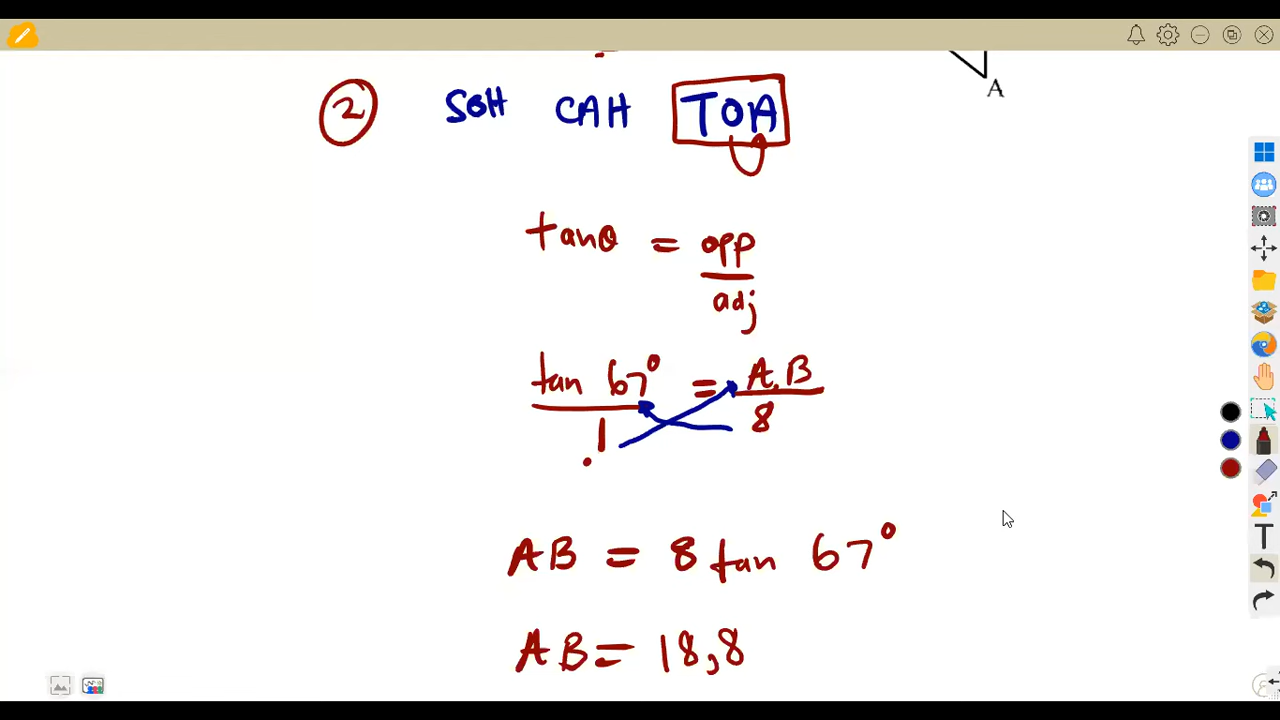 A
② SOH CAH TOA
tanθ = opp
adj
tan 67° = AB
1 8
AB = 8 tan 67°
AB = 18,8
T